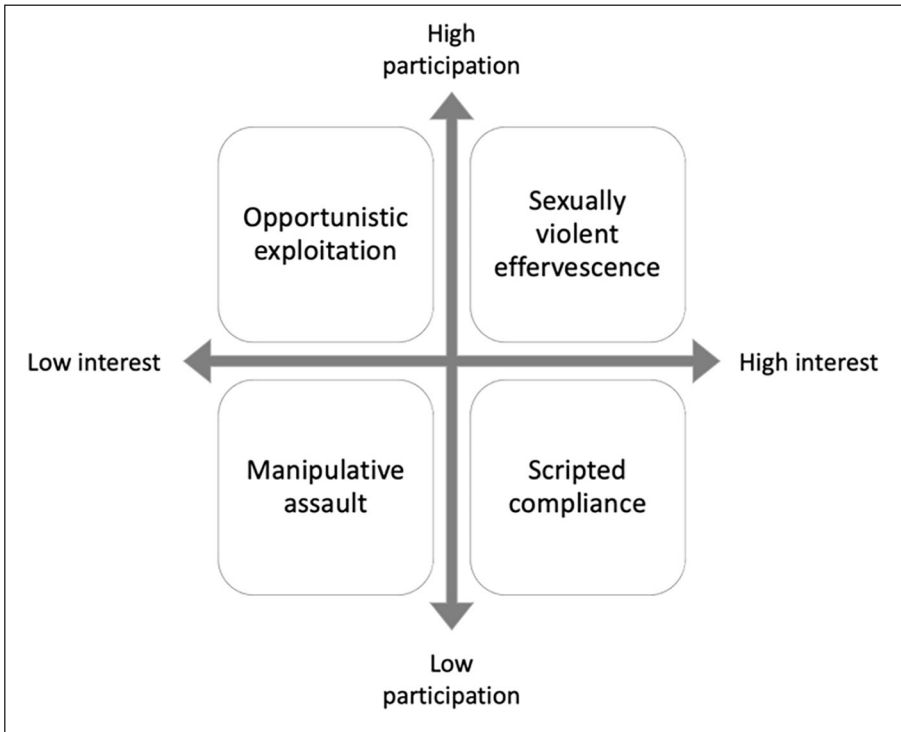 High
participation
Opportunistic
exploitation
Sexually
violent
effervescence
Low interest
High interest
Manipulative
assault
Scripted
compliance
Low
participation